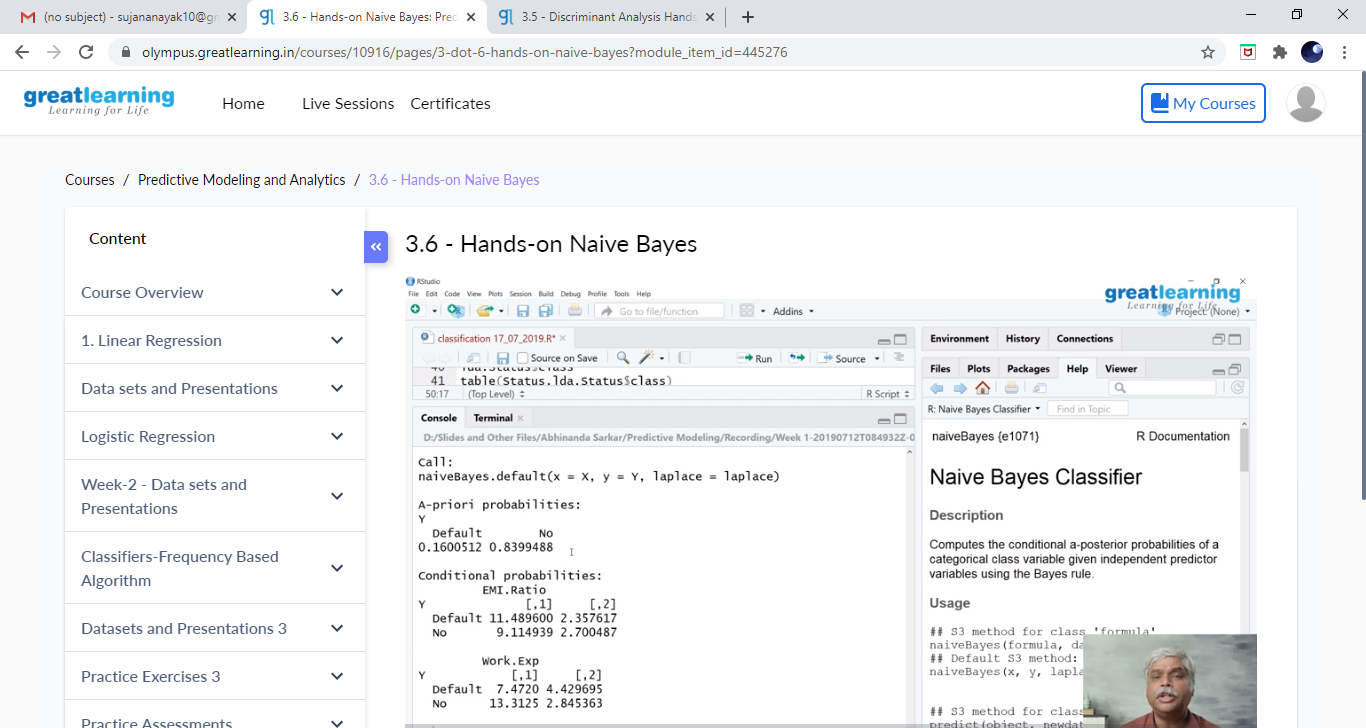 (no subject) - sujananayak10@gm
3.6 - Hands-on Naive Bayes: Pred
3.5 - Discriminant Analysis Hands
olympus.greatlearning.in/courses/10916/pages/3-dot-6-hands-on-naive-bayes?module_item_id=445276
greatlearning
Learning for Life
Home Live Sessions Certificates
My Courses
Courses / Predictive Modeling and Analytics / 3.6 - Hands-on Naive Bayes
Content
Course Overview
1. Linear Regression
Data sets and Presentations
Logistic Regression
Week-2 - Data sets and
Presentations
Classifiers-Frequency Based
Algorithm
Datasets and Presentations 3
Practice Exercises 3
Practice Assessments
3.6 - Hands-on Naive Bayes
RStudio
File Edit Code View Plots Session Build Debug Profile Tools Help
Go to file/function Addins
greatlearning
Learning for Life
Project: (None)
classification 17_07_2019.R*
Source on Save Run Source
40 lda.Status$class
41 table(Status,lda.Status$class)
50:17 (Top Level) R Script
Console Terminal
D:/Slides and Other Files/Abhinanda Sarkar/Predictive Modeling/Recording/Week 1-20190712T084932Z-0
Call:
naiveBayes.default(x = X, y = Y, laplace = laplace)
A-priori probabilities:
Y
Default No
0.1600512 0.8399488
Conditional probabilities:
EMI.Ratio
Y [,1] [,2]
Default 11.489600 2.357617
No 9.114939 2.700487
Work.Exp
Y [,1] [,2]
Default 7.4720 4.429695
No 13.3125 2.845363
Environment History Connections
Files Plots Packages Help Viewer
R: Naive Bayes Classifier Find in Topic
naiveBayes {e1071} R Documentation
Naive Bayes Classifier
Description
Computes the conditional a-posterior probabilities of a
categorical class variable given independent predictor
variables using the Bayes rule.
Usage
## S3 method for class 'formula'
naiveBayes(formula, da
## Default S3 method:
naiveBayes(x, y, lapla
## S3 method for class
predict(object, newdat